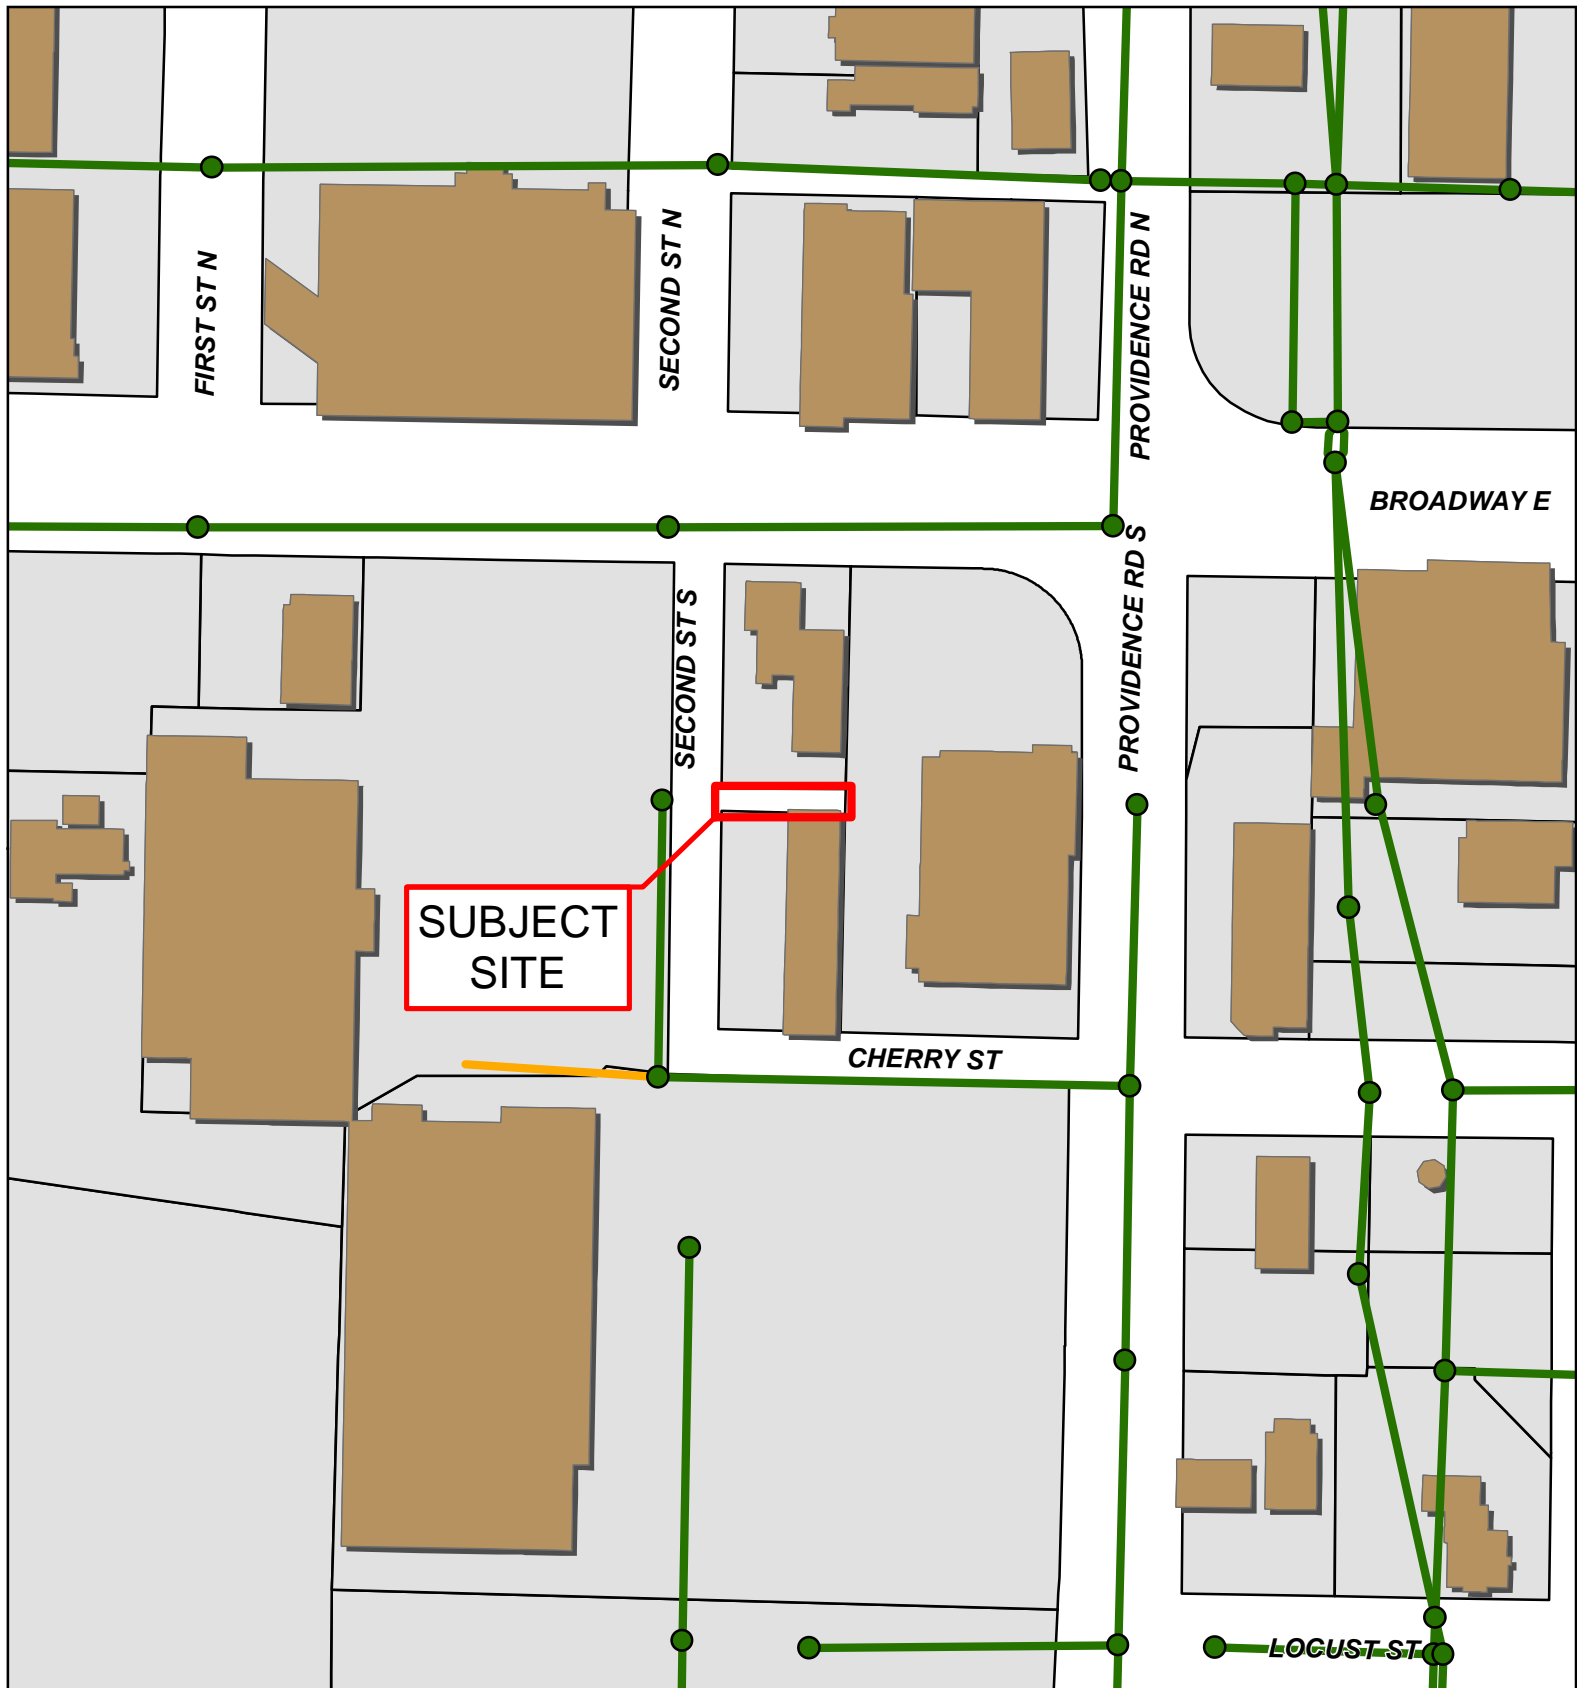 FIRST ST N
SECOND ST N
PROVIDENCE RD N
BROADWAY E
SECOND ST S
PROVIDENCE RD S
SUBJECT
SITE
CHERRY ST
LOCUST ST